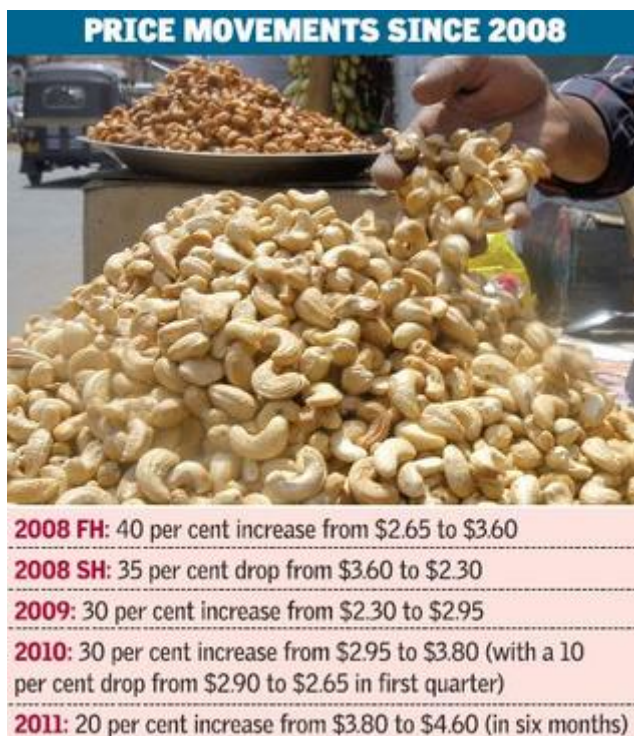 PRICE MOVEMENTS SINCE 2008
2008 FH: 40 per cent increase from $2.65 to $3.60
2008 SH: 35 per cent drop from $3.60 to $2.30
2009: 30 per cent increase from $2.30 to $2.95
2010: 30 per cent increase from $2.95 to $3.80 (with a 10
per cent drop from $2.90 to $2.65 in first quarter)
2011: 20 per cent increase from $3.80 to $4.60 (in six months)